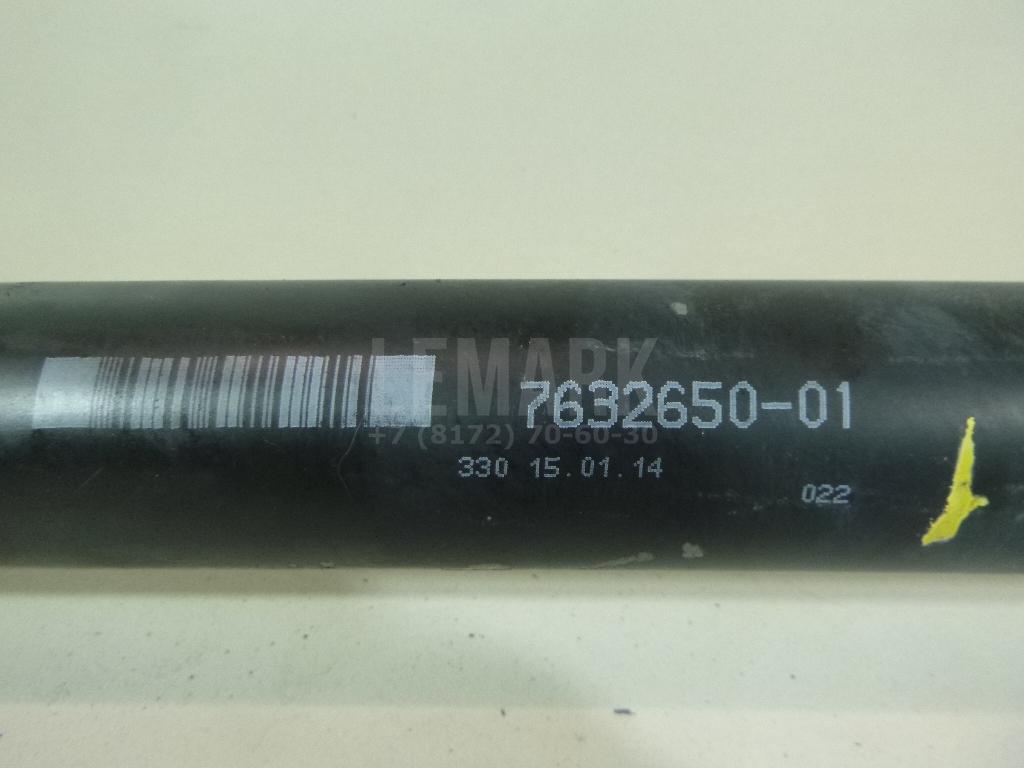 LEMARK
7632650-01
+7 (8172) 70-60-30
330 15.01.14
022